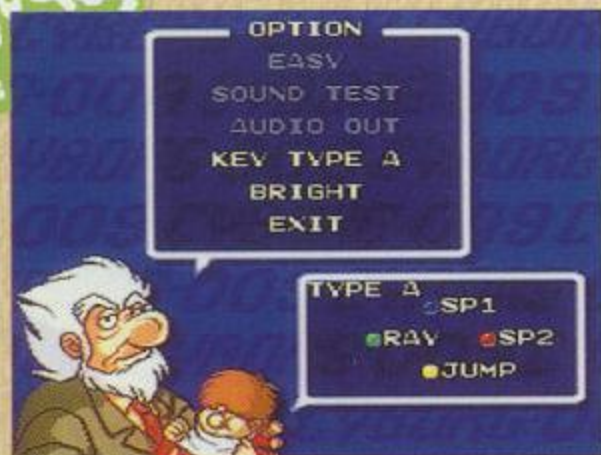 OPTION
EASY
SOUND TEST
AUDIO OUT
KEY TYPE A
BRIGHT
EXIT
TYPE A
SP1
RAY SP2
JUMP